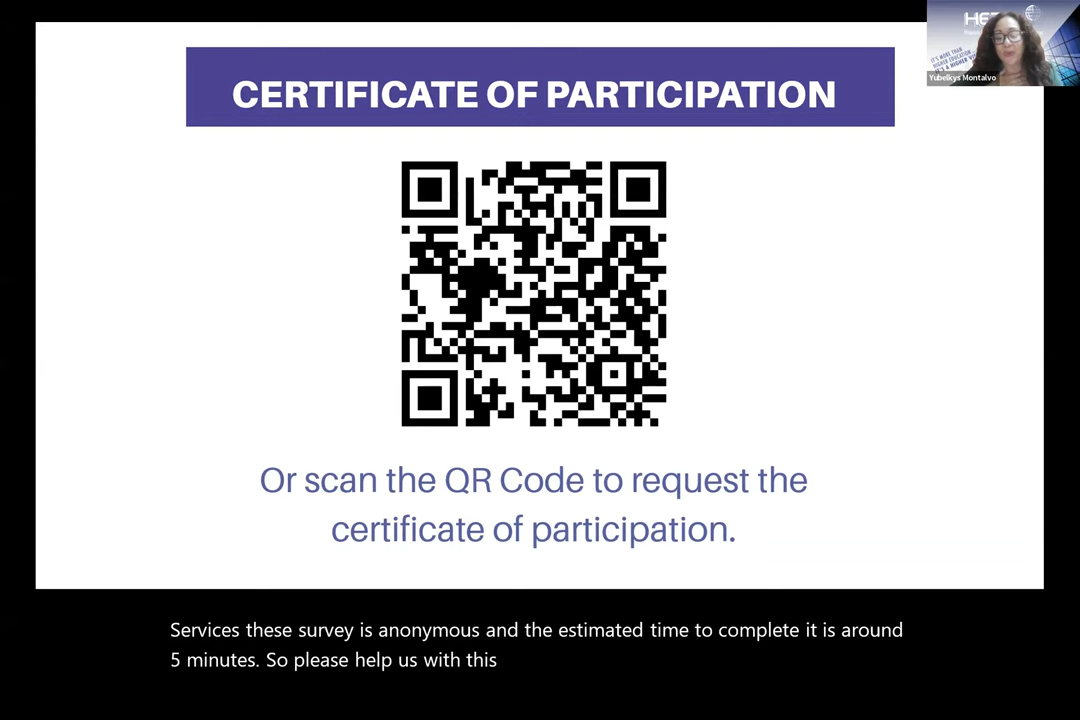 CERTIFICATE OF PARTICIPATION
Yubelkys Montalvo
Or scan the QR Code to request the
certificate of participation.
Services these survey is anonymous and the estimated time to complete it is around
5 minutes. So please help us with this